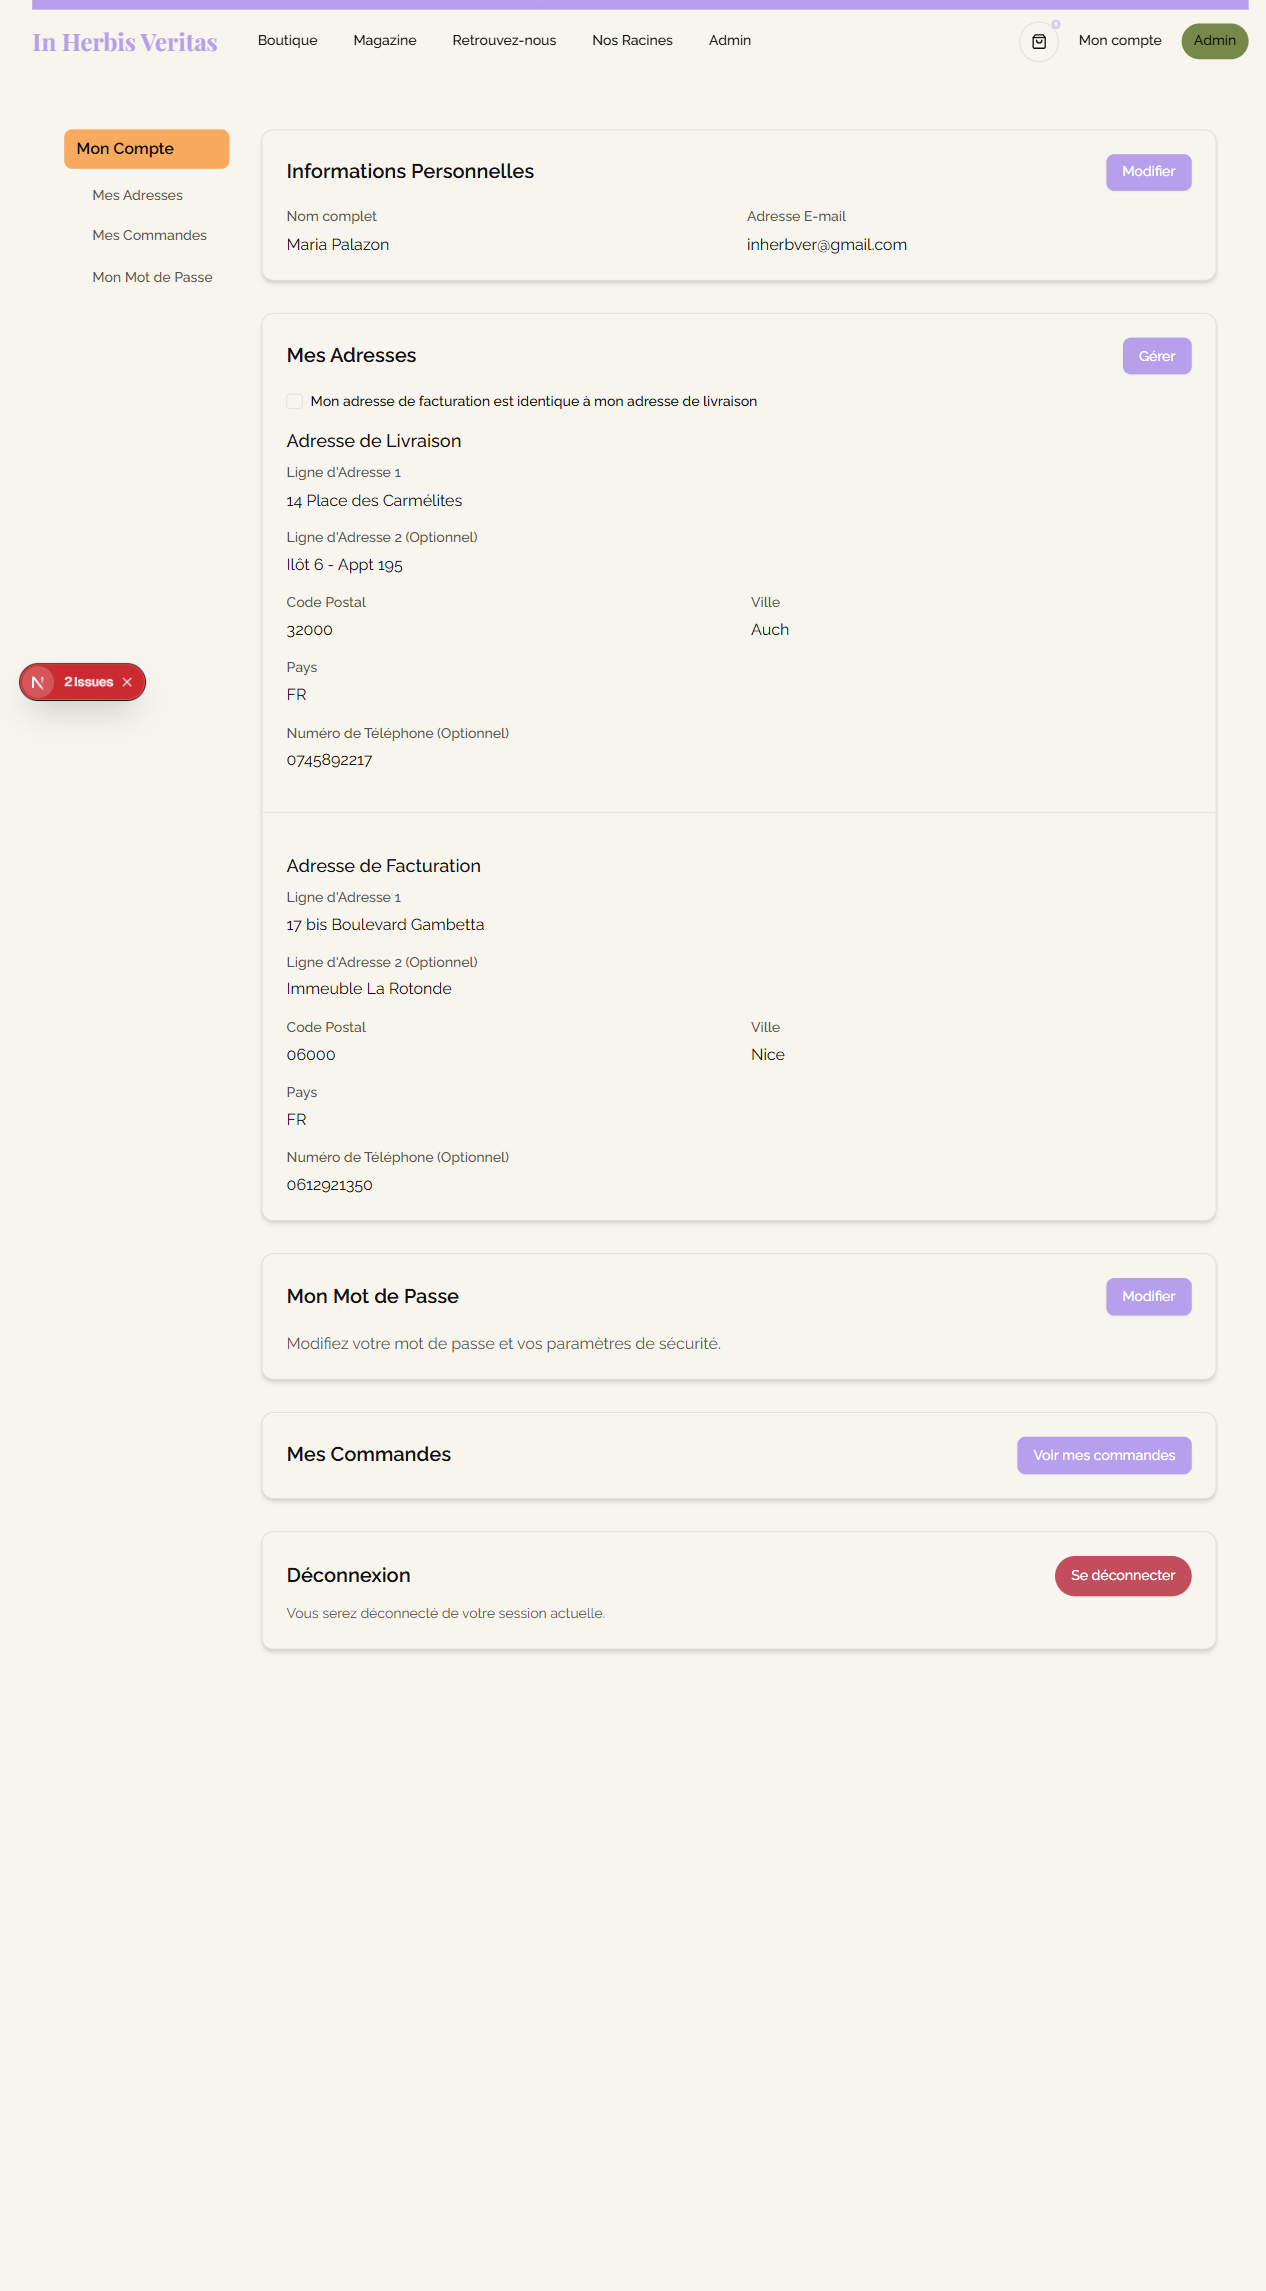 In Herbis Veritas
Boutique
Magazine
Retrouvez-nous
Nos Racines
Admin
Mon compte
Admin
Mon Compte
Mes Adresses
Mes Commandes
Mon Mot de Passe
Informations Personnelles
Modifier
Nom complet
Adresse E-mail
Maria Palazon
inherbver@gmail.com
Mes Adresses
Gérer
Mon adresse de facturation est identique à mon adresse de livraison
Adresse de Livraison
Ligne d'Adresse 1
14 Place des Carmélites
Ligne d'Adresse 2 (Optionnel)
Ilôt 6 - Appt 195
Code Postal
Ville
32000
Auch
Pays
FR
Numéro de Téléphone (Optionnel)
0745892217
N 2 Issues
Adresse de Facturation
Ligne d'Adresse 1
17 bis Boulevard Gambetta
Ligne d'Adresse 2 (Optionnel)
Immeuble La Rotonde
Code Postal
Ville
06000
Nice
Pays
FR
Numéro de Téléphone (Optionnel)
0612921350
Mon Mot de Passe
Modifier
Modifiez votre mot de passe et vos paramètres de sécurité.
Mes Commandes
Voir mes commandes
Déconnexion
Se déconnecter
Vous serez déconnecté de votre session actuelle.